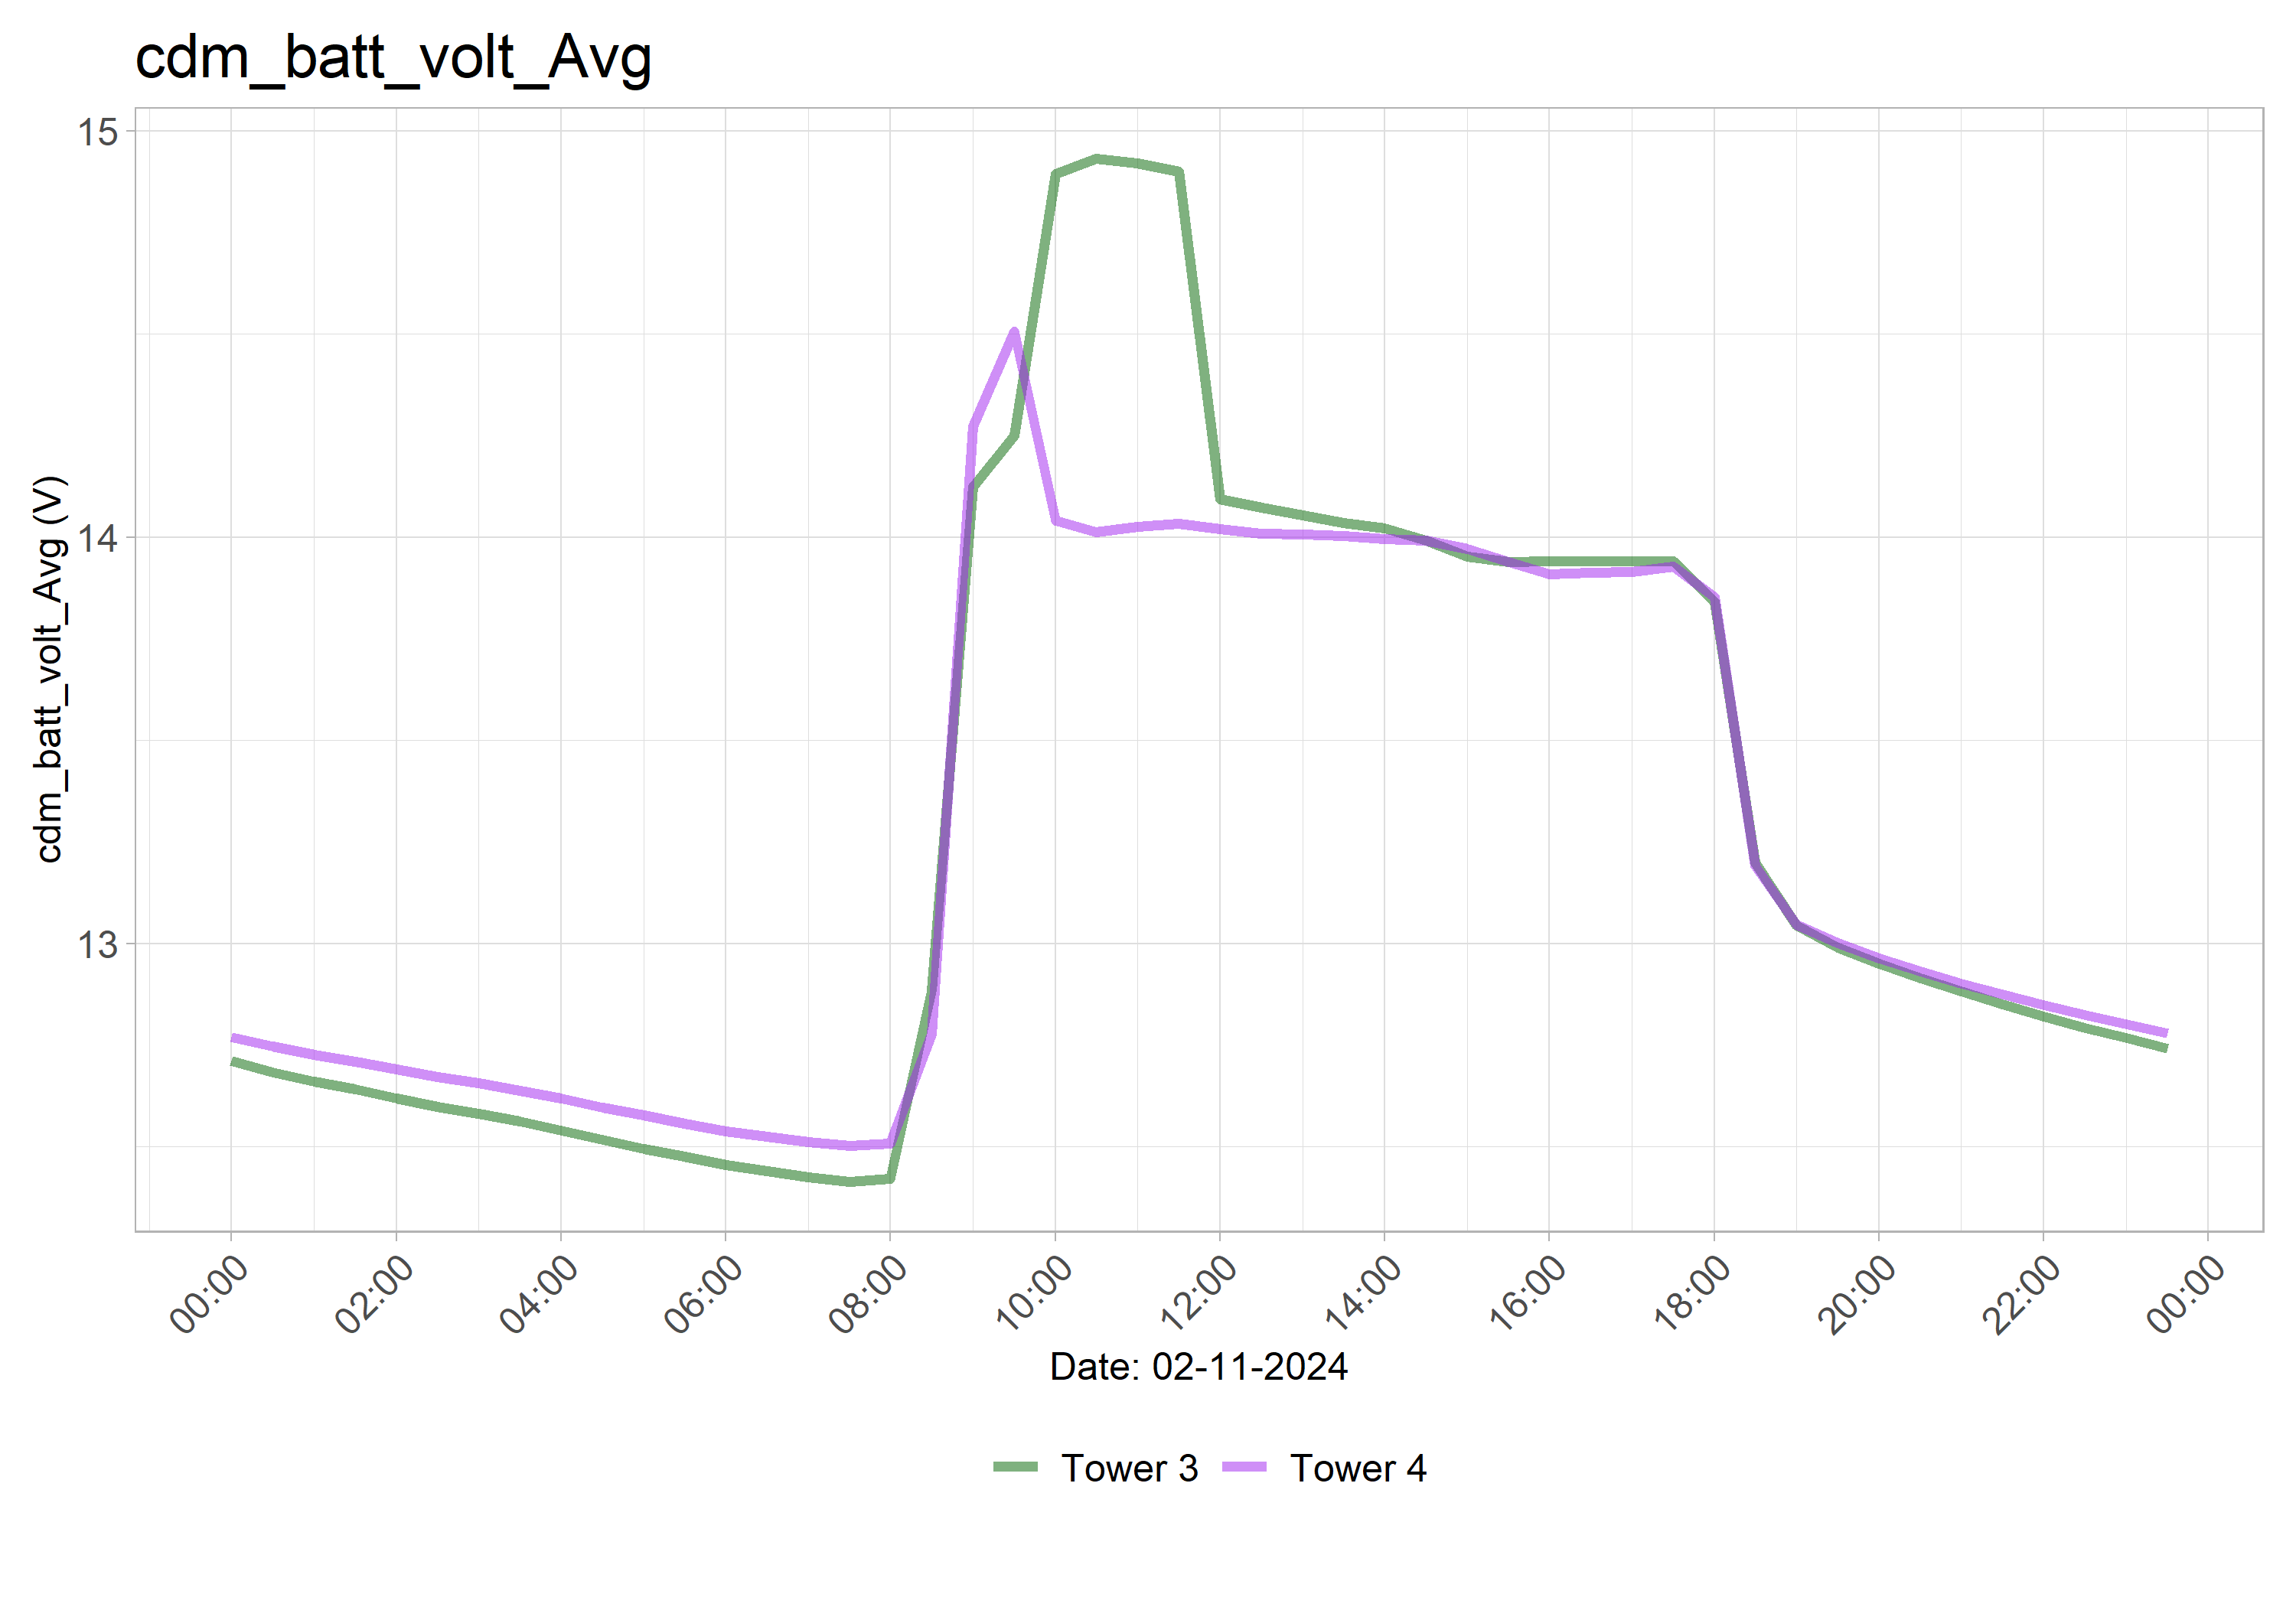 cdm_batt_volt_Avg
cdm_batt_volt_Avg (V)
15
14
13
00:00 02:00 04:00 06:00 08:00 10:00 12:00 14:00 16:00 18:00 20:00 22:00 00:00
Date: 02-11-2024
Tower 3 Tower 4